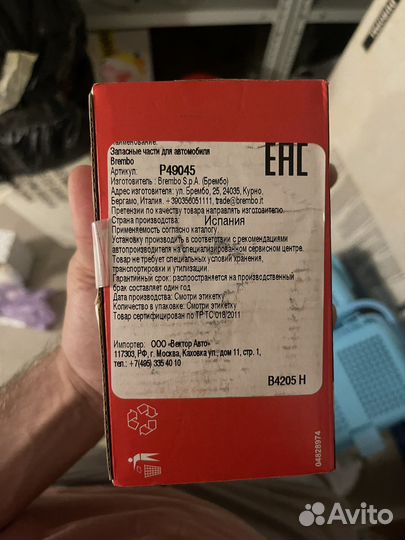 Наименование:
Запасные части для автомобиля
Brembo
Артикул: P49045
Изготовитель : Brembo S.p.A. (Брембо)
Адрес изготовителя: ул. Брембо, 25, 24035, Курно,
Бергамо, Италия. +390356051111, trade@brembo.it
Претензии по качеству товара направлять изготовителю.
Страна производства: Испания
Применяемость согласно каталогу
Установку производить в соответствии с рекомендациями
автопроизводителя на специализированном сервисном центре.
Товар не требует специальных условий хранения,
транспортировки и утилизации.
Гарантийный срок: распространяется на производственный
брак составляет один год
Дата производства: Смотри этикетку
Количество в упаковке: Смотри этикетку
Товар сертифицирован по ТР ТС 018/2011
Импортер: ООО «Вектор Авто»
117303, РФ, г. Москва, Каховка ул., дом 11, стр. 1,
тел.: +7(495) 335 40 10
EAC
B4205 H
04828974
Avito